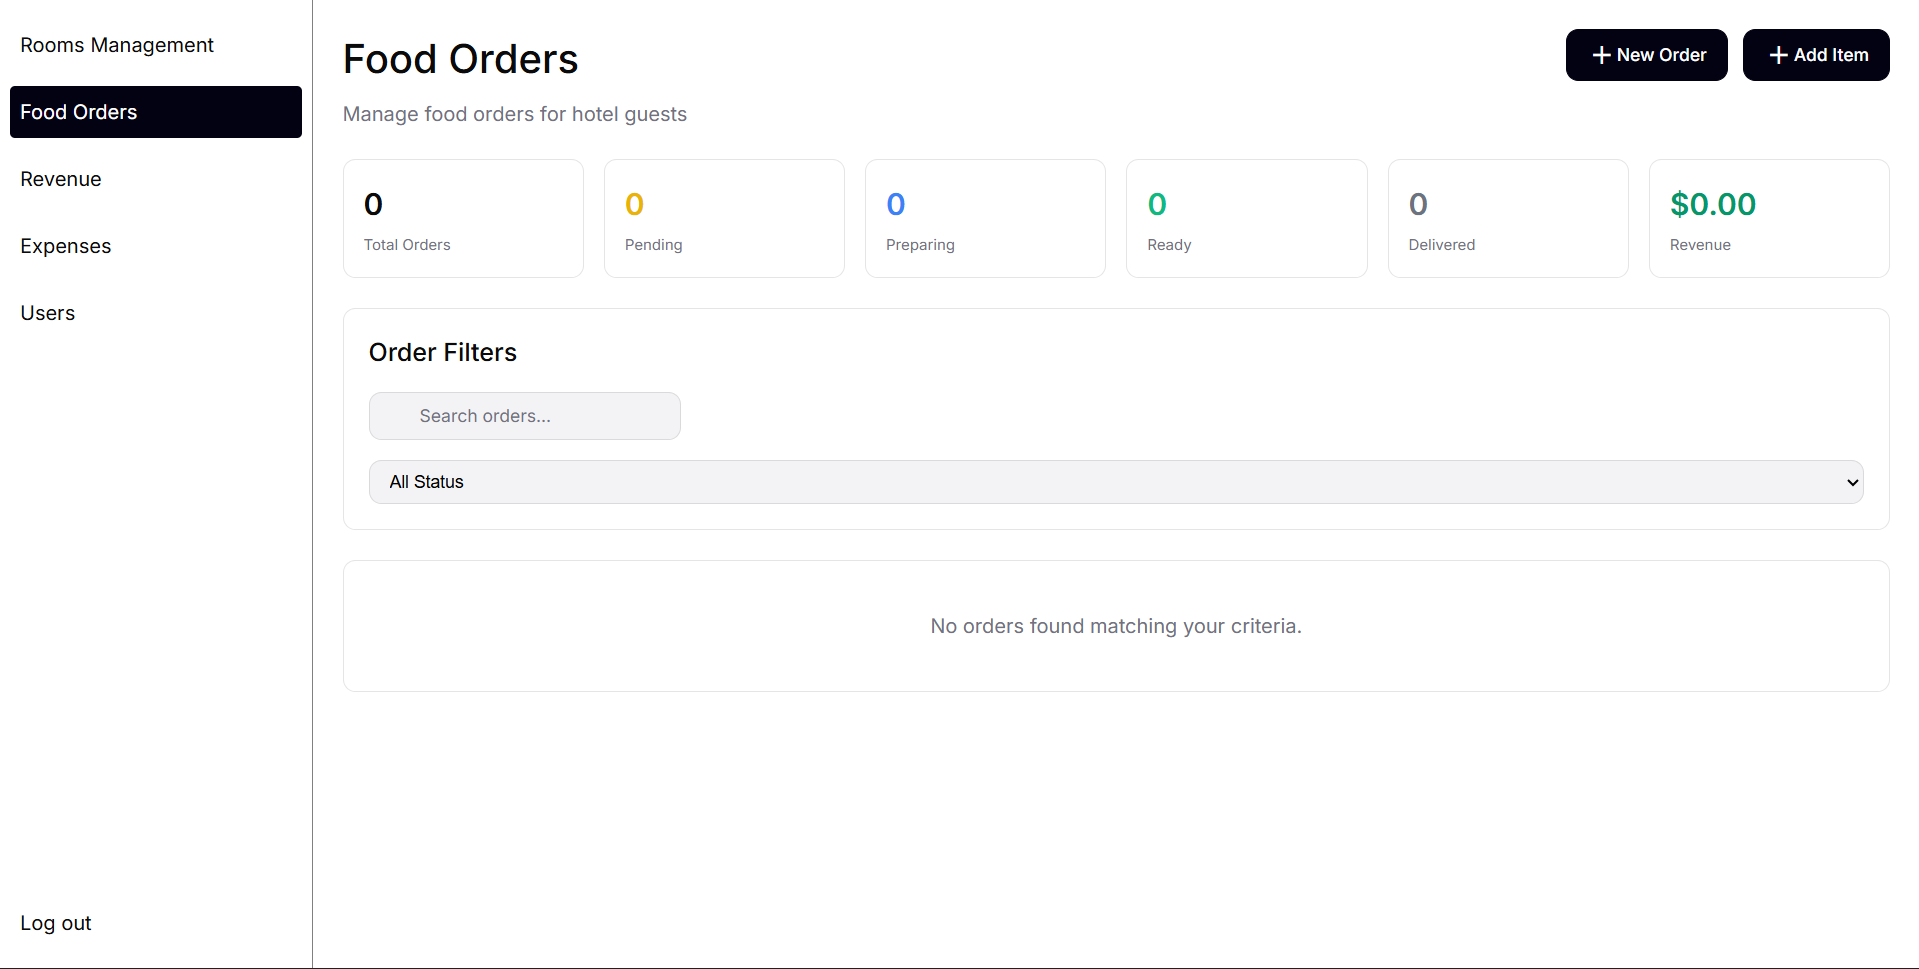 Rooms Management
Food Orders
Revenue
Expenses
Users
Log out
Food Orders
Manage food orders for hotel guests
New Order
Add Item
0
Total Orders
0
Pending
0
Preparing
0
Ready
0
Delivered
$0.00
Revenue
Order Filters
Search orders...
All Status
No orders found matching your criteria.